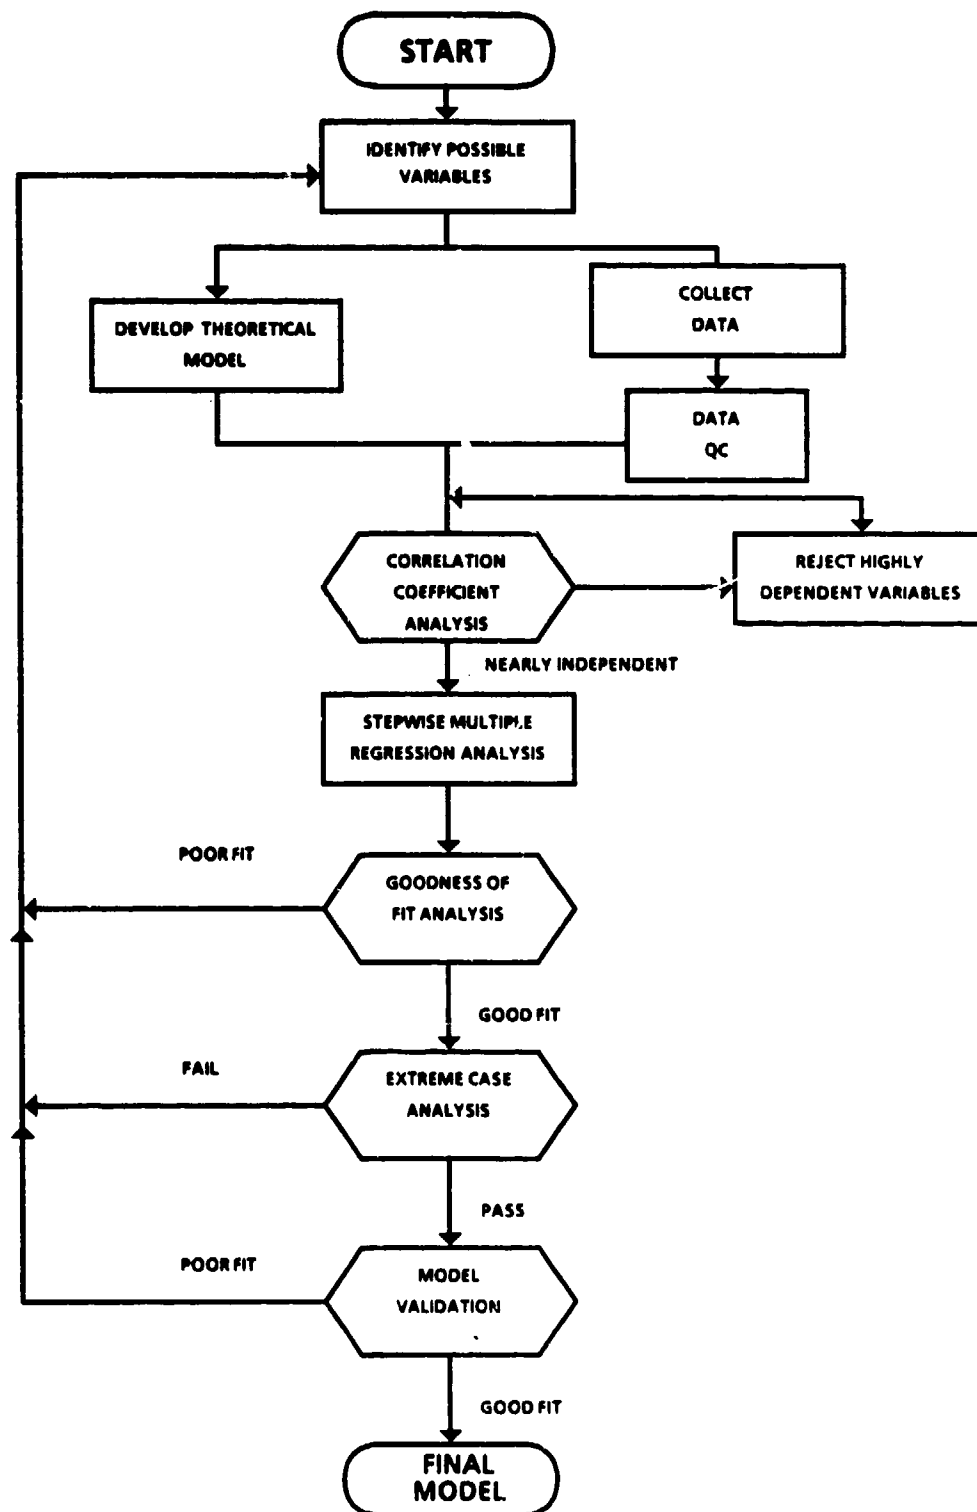 START
IDENTIFY POSSIBLE
VARIABLES
DEVELOP THEORETICAL
MODEL
COLLECT
DATA
DATA
QC
CORRELATION
COEFFICIENT
ANALYSIS
REJECT HIGHLY
DEPENDENT VARIABLES
NEARLY INDEPENDENT
STEPWISE MULTIPLE
REGRESSION ANALYSIS
POOR FIT
GOODNESS OF
FIT ANALYSIS
GOOD FIT
FAIL
EXTREME CASE
ANALYSIS
PASS
POOR FIT
MODEL
VALIDATION
GOOD FIT
FINAL
MODEL